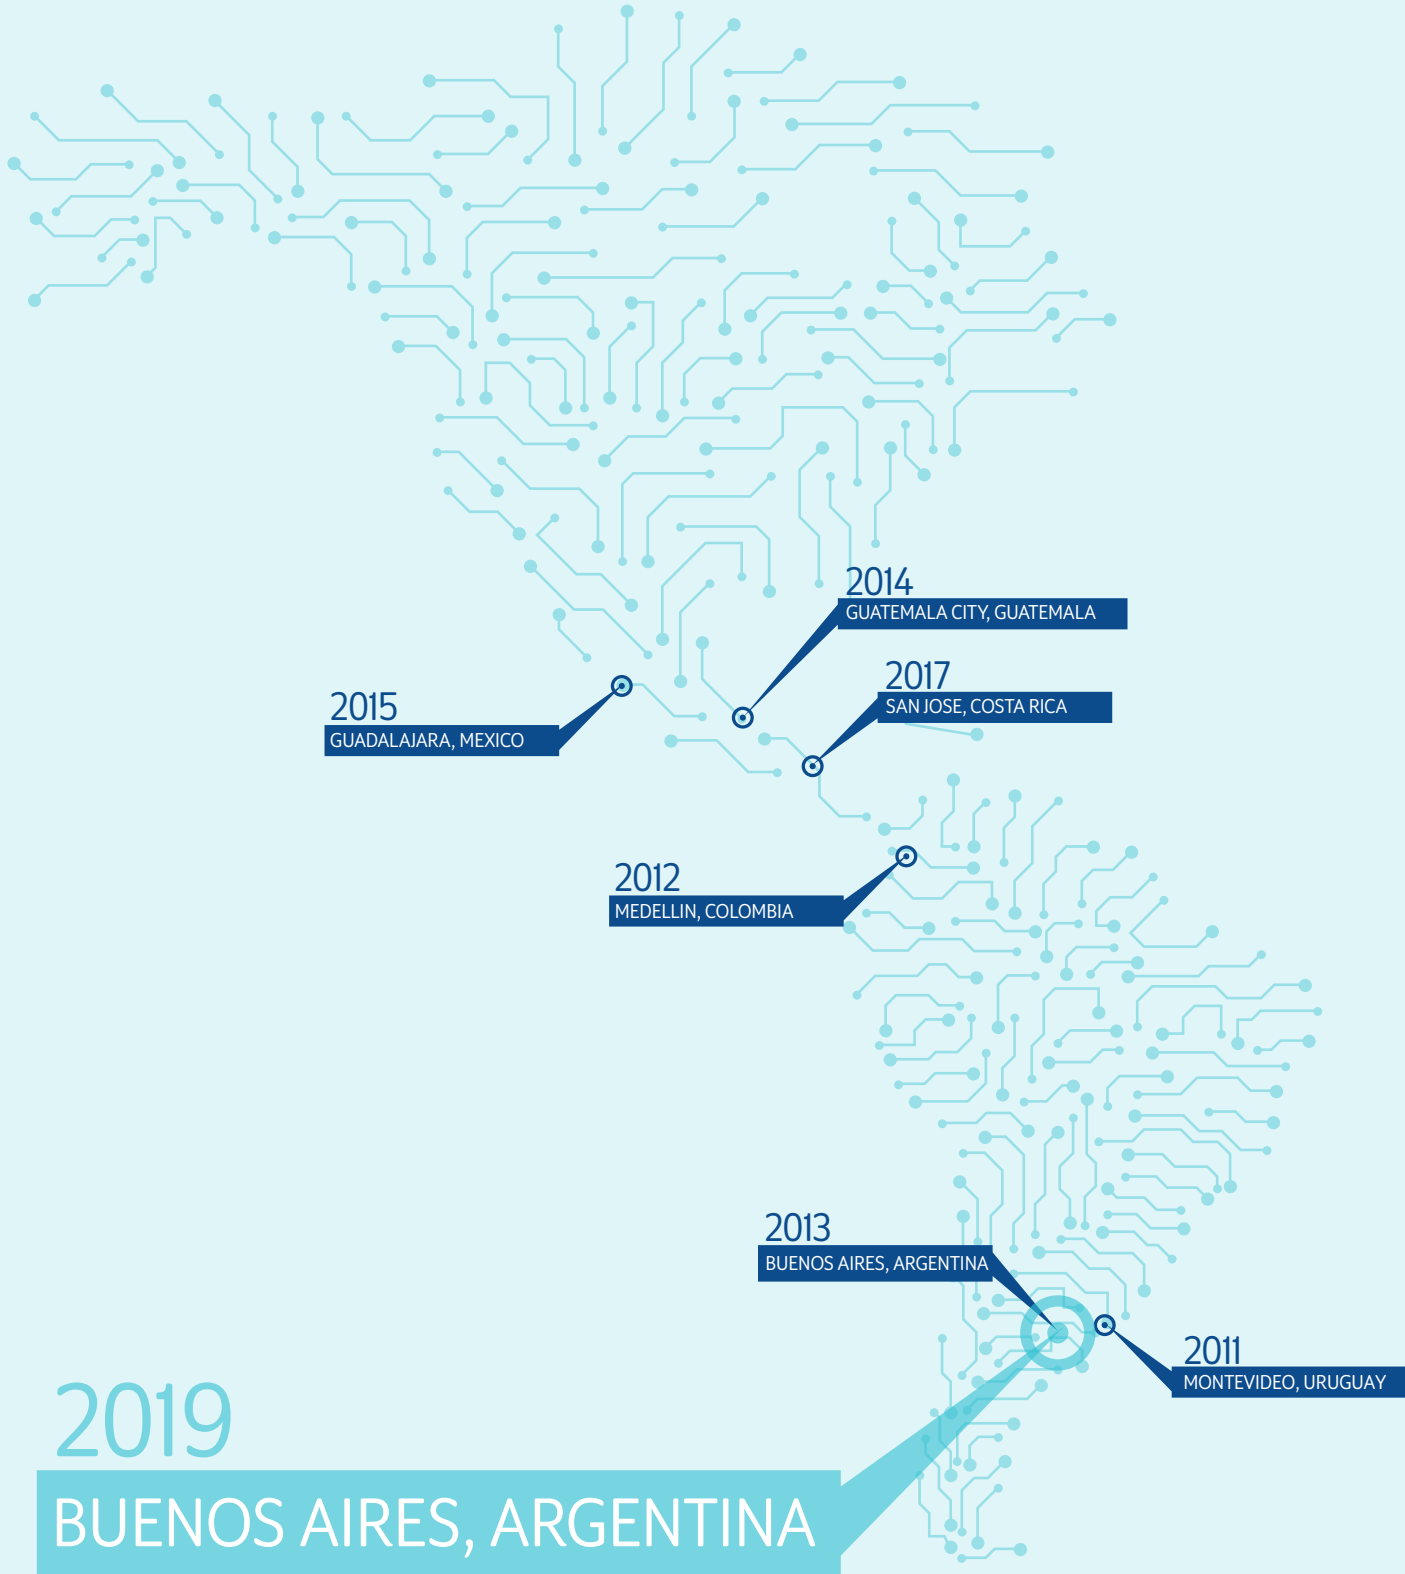 2014
GUATEMALA CITY, GUATEMALA
2017
SAN JOSE, COSTA RICA
2015
GUADALAJARA, MEXICO
2012
MEDELLIN, COLOMBIA
2013
BUENOS AIRES, ARGENTINA
2011
MONTEVIDEO, URUGUAY
2019
BUENOS AIRES, ARGENTINA